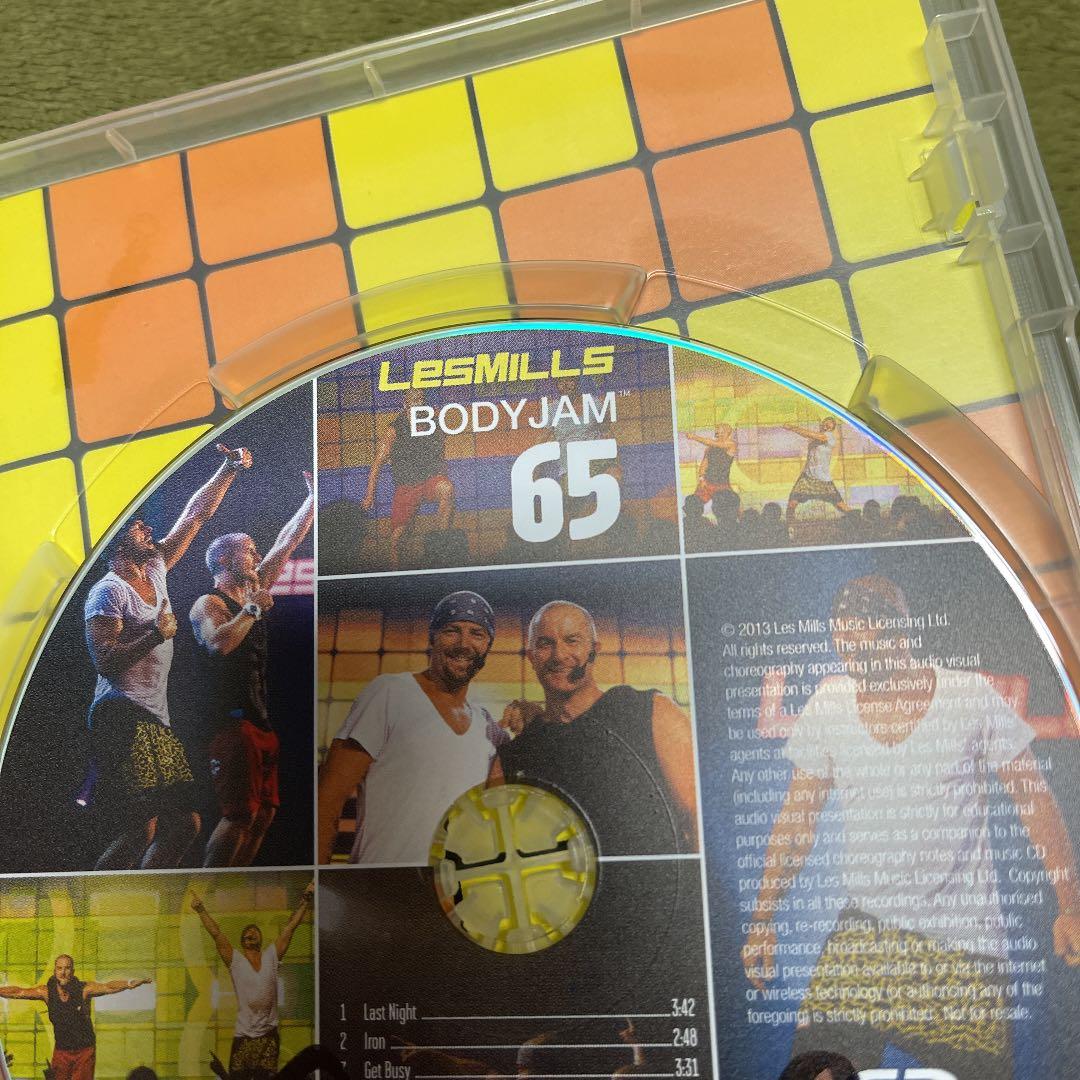 LesMILLS
BODYJAM™
65
© 2013 Les Mills Music Licensing Ltd.
All rights reserved. The music and
choreography appearing in this audio visual
presentation is provided exclusively under the
terms of a Les Mills License Agreement and may
be used only by instructors certified by Les Mills'
agents at facilities licensed by Les Mills' agents.
Any other use of the whole or any part of the material
(including any internet use) is strictly prohibited. This
audio visual presentation is strictly for educational
purposes only and serves as a companion to the
official licensed choreography notes and music CD
produced by Les Mills Music Licensing Ltd. Copyright
subsists in all these recordings. Any unauthorised
copying, re-recording, public exhibition, public
performance, broadcasting or making the audio
visual presentation available to or via the internet
or wireless technology (or authorizing any of the
foregoing) is strictly prohibited. Not for resale.
1 Last Night 3:42
2 Iron 2:48
3 Get Busy 3:31